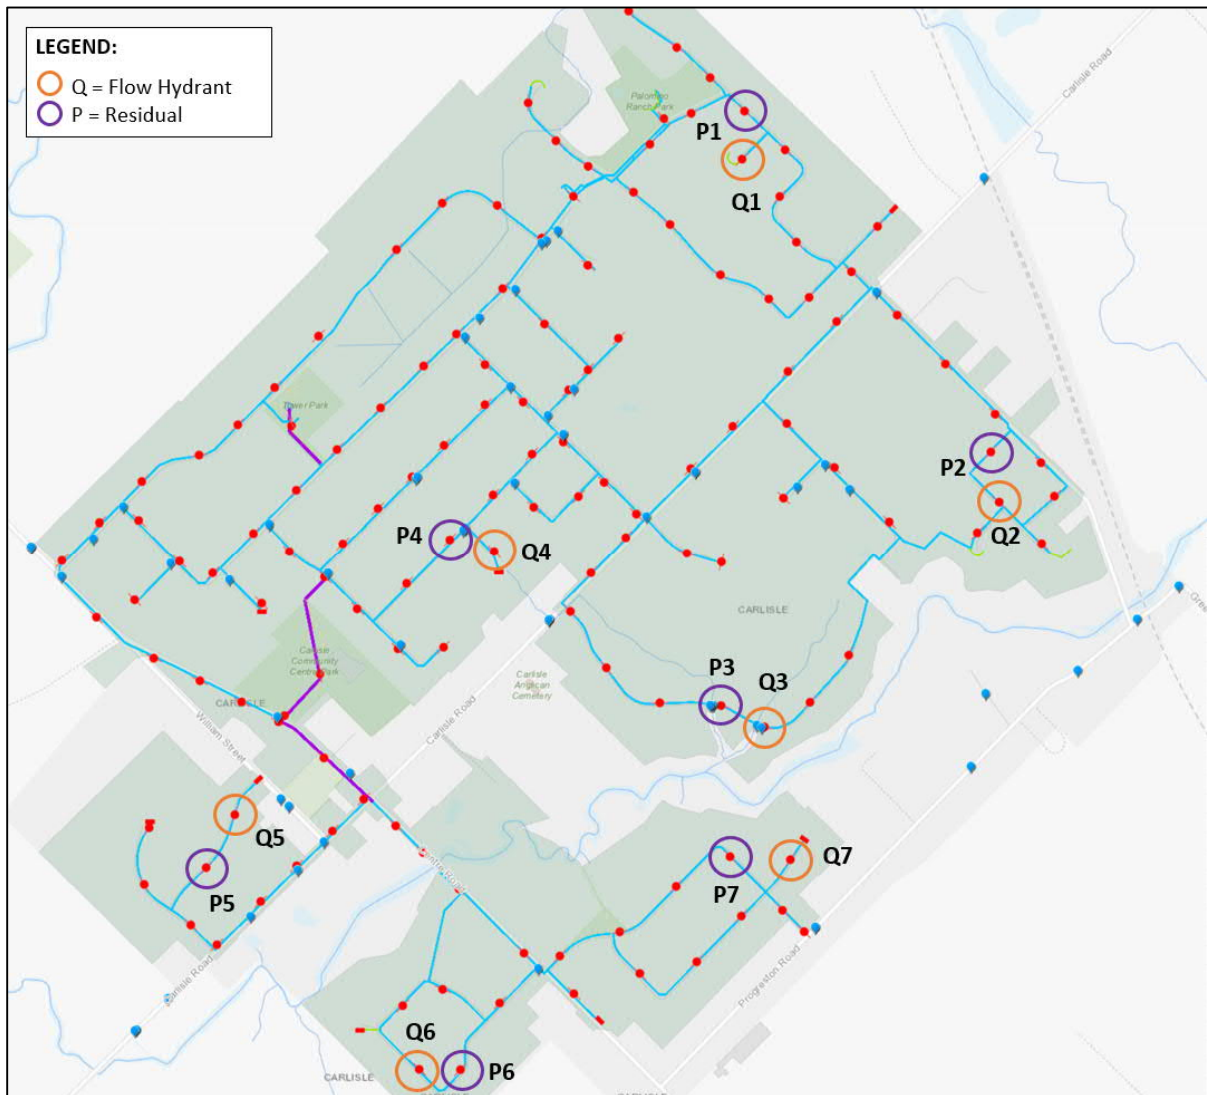 LEGEND:
Q = Flow Hydrant
P = Residual
Palomino
Ranch Park
Carlisle Road
P1
Q1
Tower Park
P2
Q2
P4
Q4
CARLISLE
Carlisle
Community
Centre Park
Carlisle
Anglican
Cemetery
P3
Q3
CARLISLE
William Street
Carlisle Road
Q5
P5
Centre Road
Q7
P7
Carlisle Road
Progreston Road
Q6
P6
CARLISLE